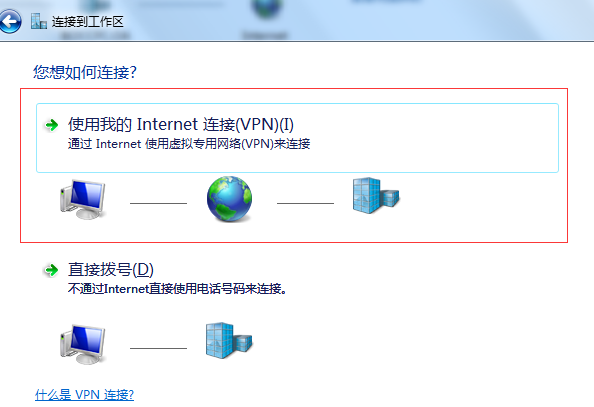 连接到工作区
您想如何连接?
使用我的 Internet 连接(VPN)(I)
通过 Internet 使用虚拟专用网络(VPN)来连接
直接拨号(D)
不通过Internet直接使用电话号码来连接。
什么是 VPN 连接?